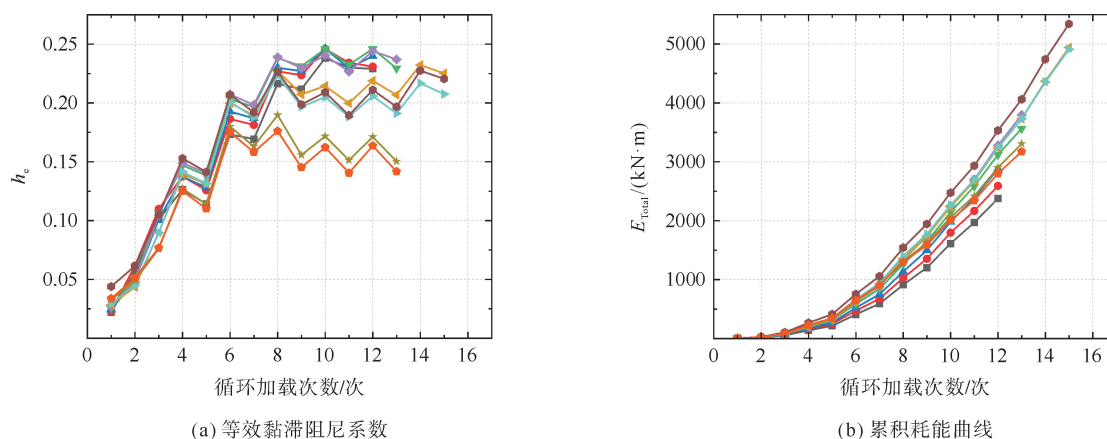 0.25
0.20
0.15
0.10
0.05
hₑ
0 2 4 6 8 10 12 14 16
循环加载次数/次
(a) 等效黏滞阻尼系数
5000
4000
3000
2000
1000
E_Total/(kN·m)
0 2 4 6 8 10 12 14 16
循环加载次数/次
(b) 累积耗能曲线